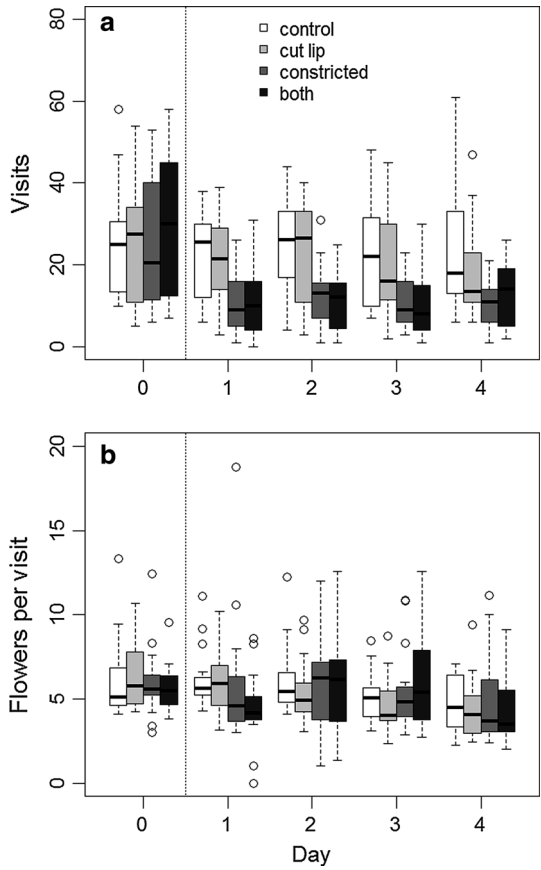 a
control
cut lip
constricted
both
80
60
40
20
0
Visits
0 1 2 3 4
b
20
15
10
5
0
Flowers per visit
0 1 2 3 4
Day